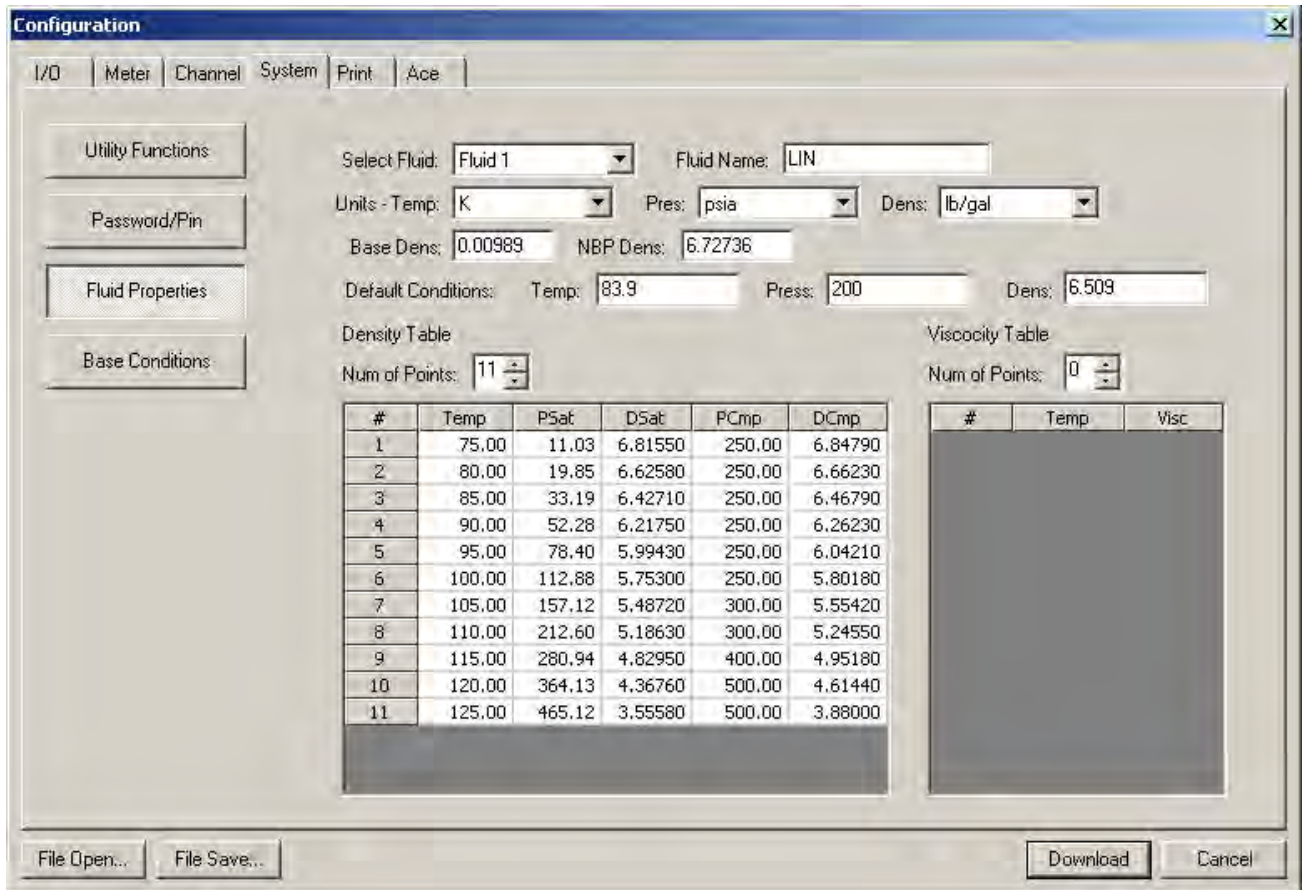 Configuration
I/O Meter Channel System Print Ace
Utility Functions
Password/Pin
Fluid Properties
Base Conditions
Select Fluid: Fluid 1 Fluid Name: LIN
Units - Temp: K Pres: psia Dens: lb/gal
Base Dens: 0.00989 NBP Dens: 6.72736
Default Conditions: Temp: 83.9 Press: 200 Dens: 6.509
Density Table
Num of Points: 11
# Temp PSat DSat PCmp DCmp
1 75.00 11.03 6.81550 250.00 6.84790
2 80.00 19.85 6.62580 250.00 6.66230
3 85.00 33.19 6.42710 250.00 6.46790
4 90.00 52.28 6.21750 250.00 6.26230
5 95.00 78.40 5.99430 250.00 6.04210
6 100.00 112.88 5.75300 250.00 5.80180
7 105.00 157.12 5.48720 300.00 5.55420
8 110.00 212.60 5.18630 300.00 5.24550
9 115.00 280.94 4.82950 400.00 4.95180
10 120.00 364.13 4.36760 500.00 4.61440
11 125.00 465.12 3.55580 500.00 3.88000
Viscocity Table
Num of Points: 0
# Temp Visc
File Open... File Save... Download Cancel